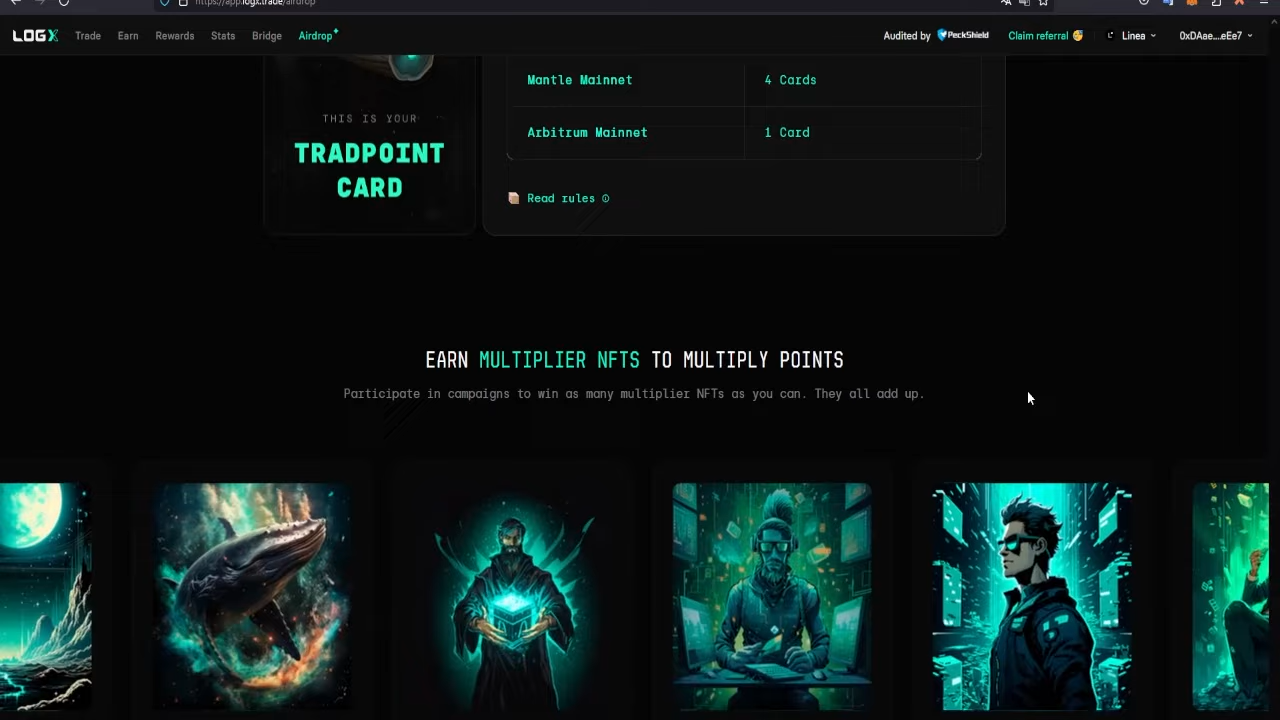 https://app.logx.trade/airdrop
LOGX Trade Earn Rewards Stats Bridge Airdrop Audited by PeckShield Claim referral Linea 0xDAae...eEe7
Mantle Mainnet 4 Cards
Arbitrum Mainnet 1 Card
THIS IS YOUR
TRADPOINT
CARD
Read rules
EARN MULTIPLIER NFTS TO MULTIPLY POINTS
Participate in campaigns to win as many multiplier NFTs as you can. They all add up.